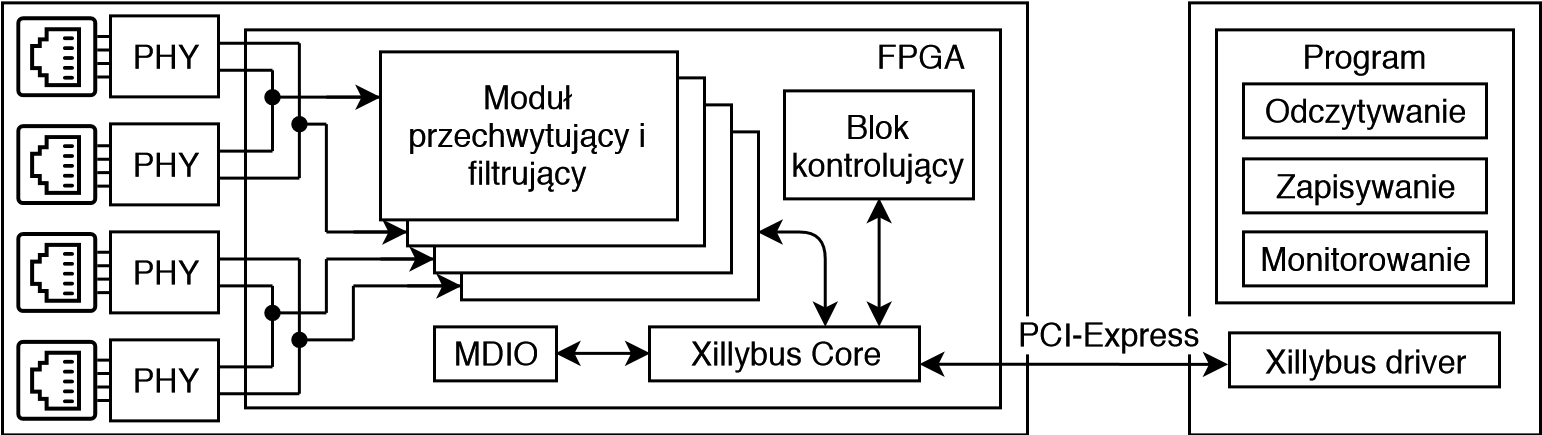 PHY
PHY
PHY
PHY
FPGA
Moduł
przechwytujący i
filtrujący
Blok
kontrolujący
MDIO
Xillybus Core
PCI-Express
Program
Odczytywanie
Zapisywanie
Monitorowanie
Xillybus driver